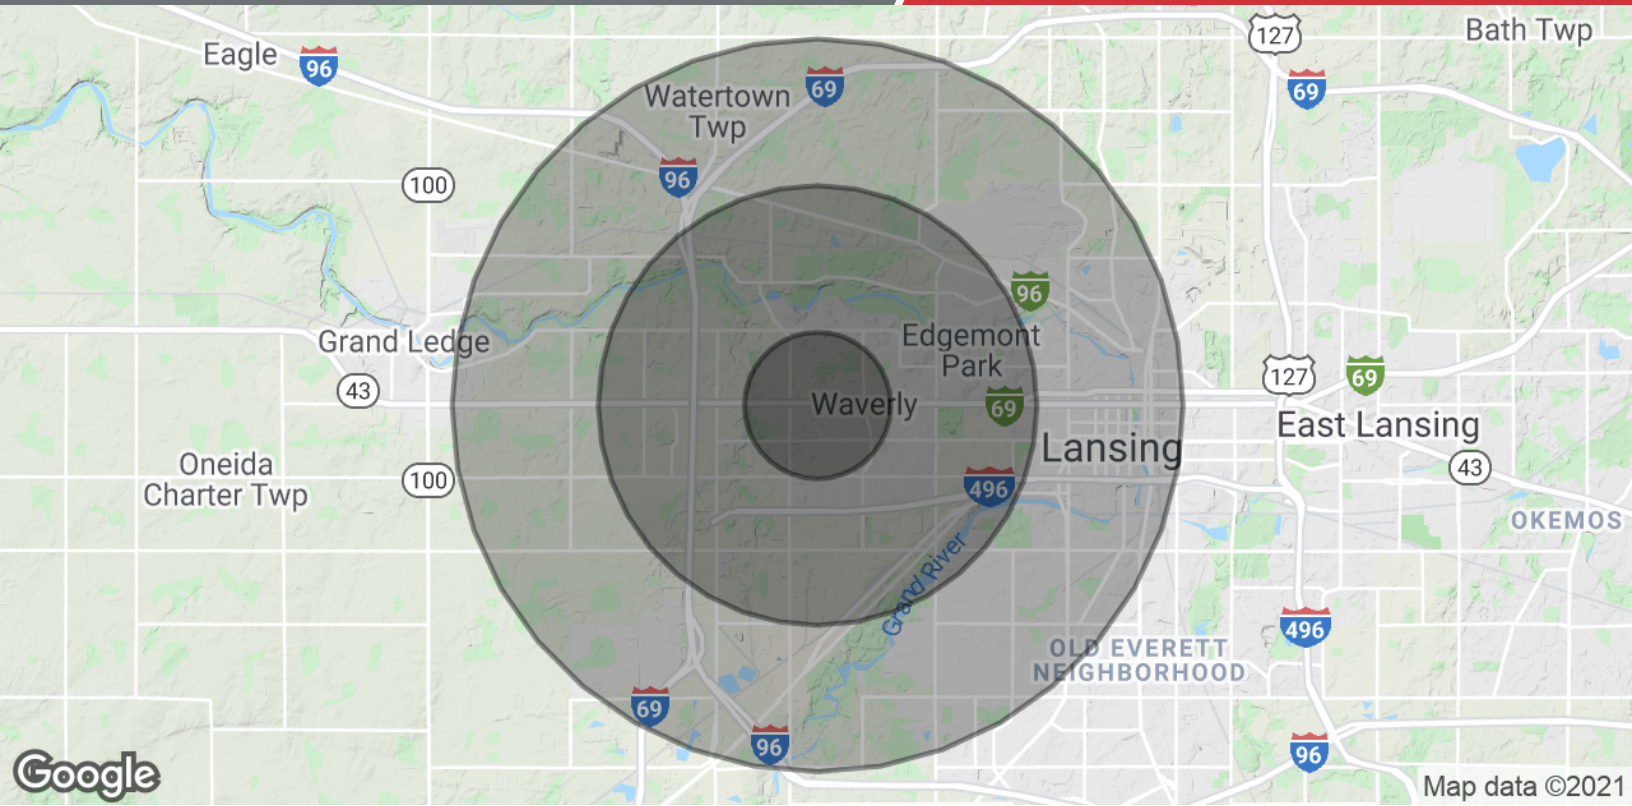 127
Bath Twp
Eagle
96
69
69
Watertown
Twp
96
100
96
Edgemont
Park
Grand Ledge
43
127
69
Waverly
69
East Lansing
Lansing
43
Oneida
Charter Twp
100
496
OKEMOS
Grand River
496
OLD EVERETT
NEIGHBORHOOD
69
96
96
Google
Map data ©2021